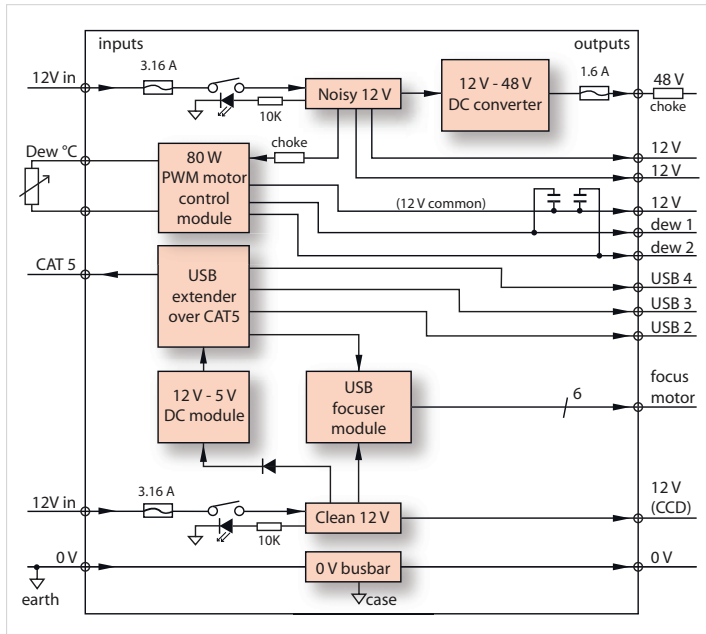 inputs
outputs
3.16 A
1.6 A
12V in
48 V
choke
10K
Noisy 12 V
12 V - 48 V
DC converter
choke
Dew °C
80 W
PWM motor
control
module
12 V
12 V
(12 V common)
12 V
dew 1
dew 2
CAT 5
USB
extender
over CAT5
USB 4
USB 3
USB 2
12 V - 5 V
DC module
USB
focuser
module
6
focus
motor
3.16 A
12V in
10K
Clean 12 V
12 V
(CCD)
0 V
0 V busbar
0 V
earth
case